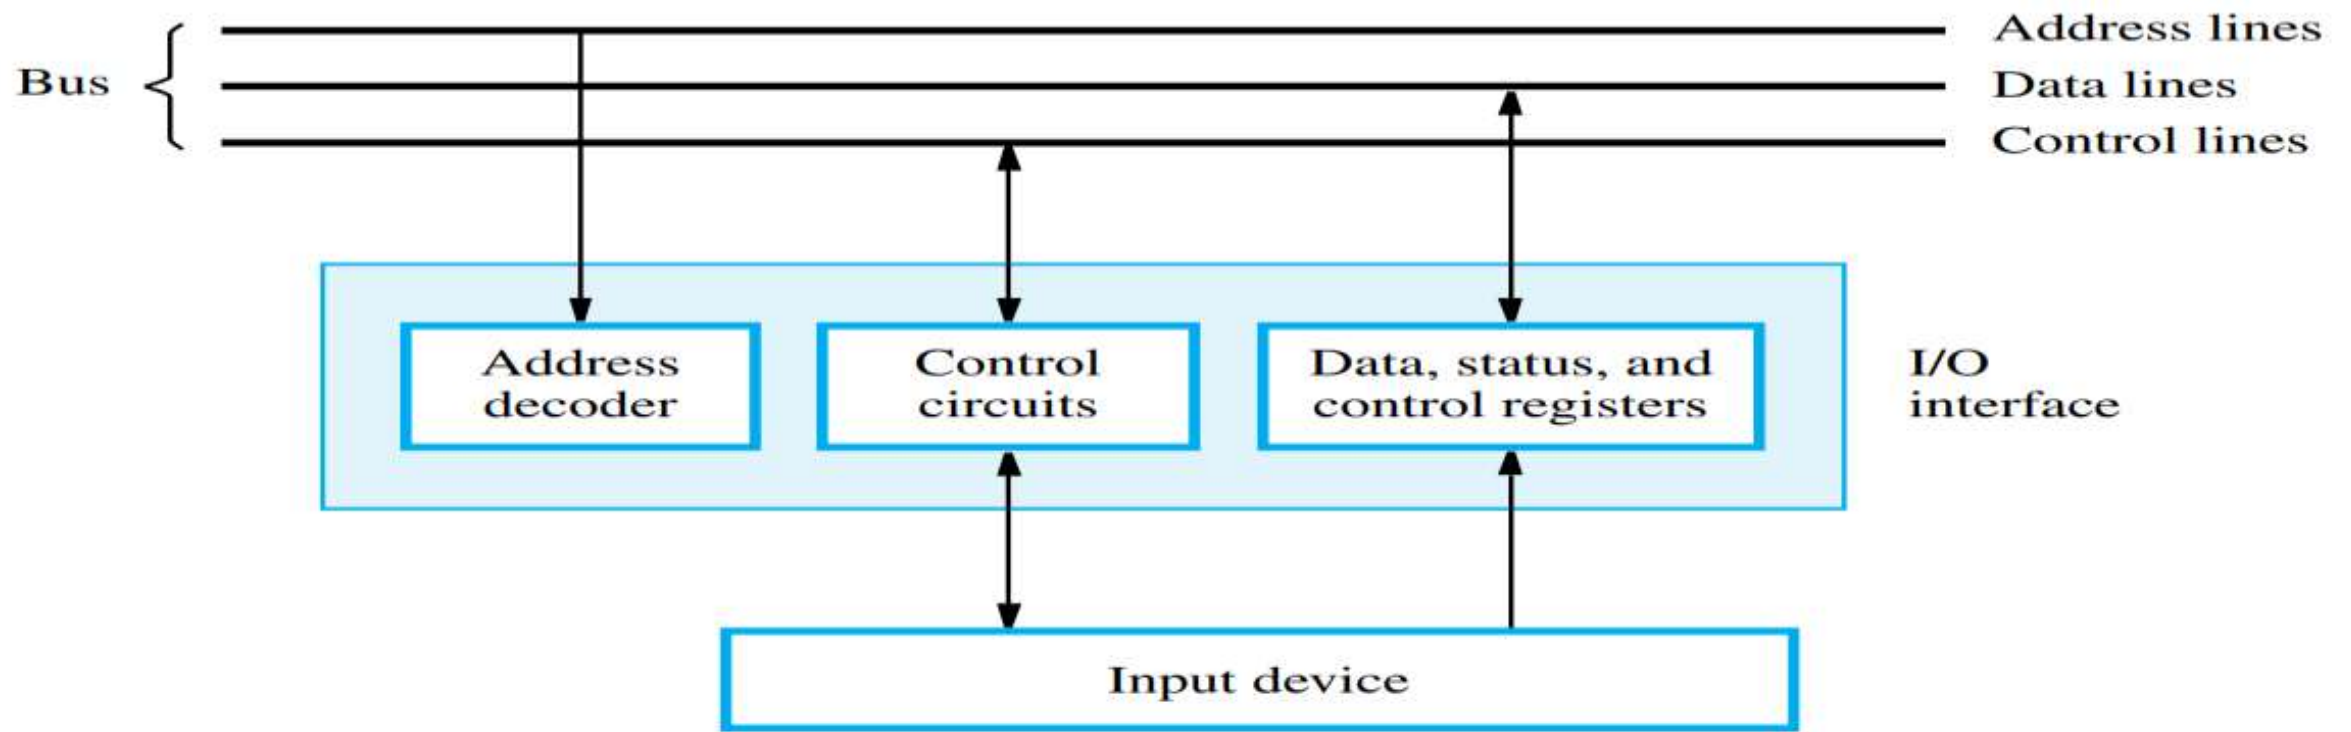 Address lines
Bus
Data lines
Control lines
Address
decoder
Control
circuits
Data, status, and
control registers
I/O
interface
Input device